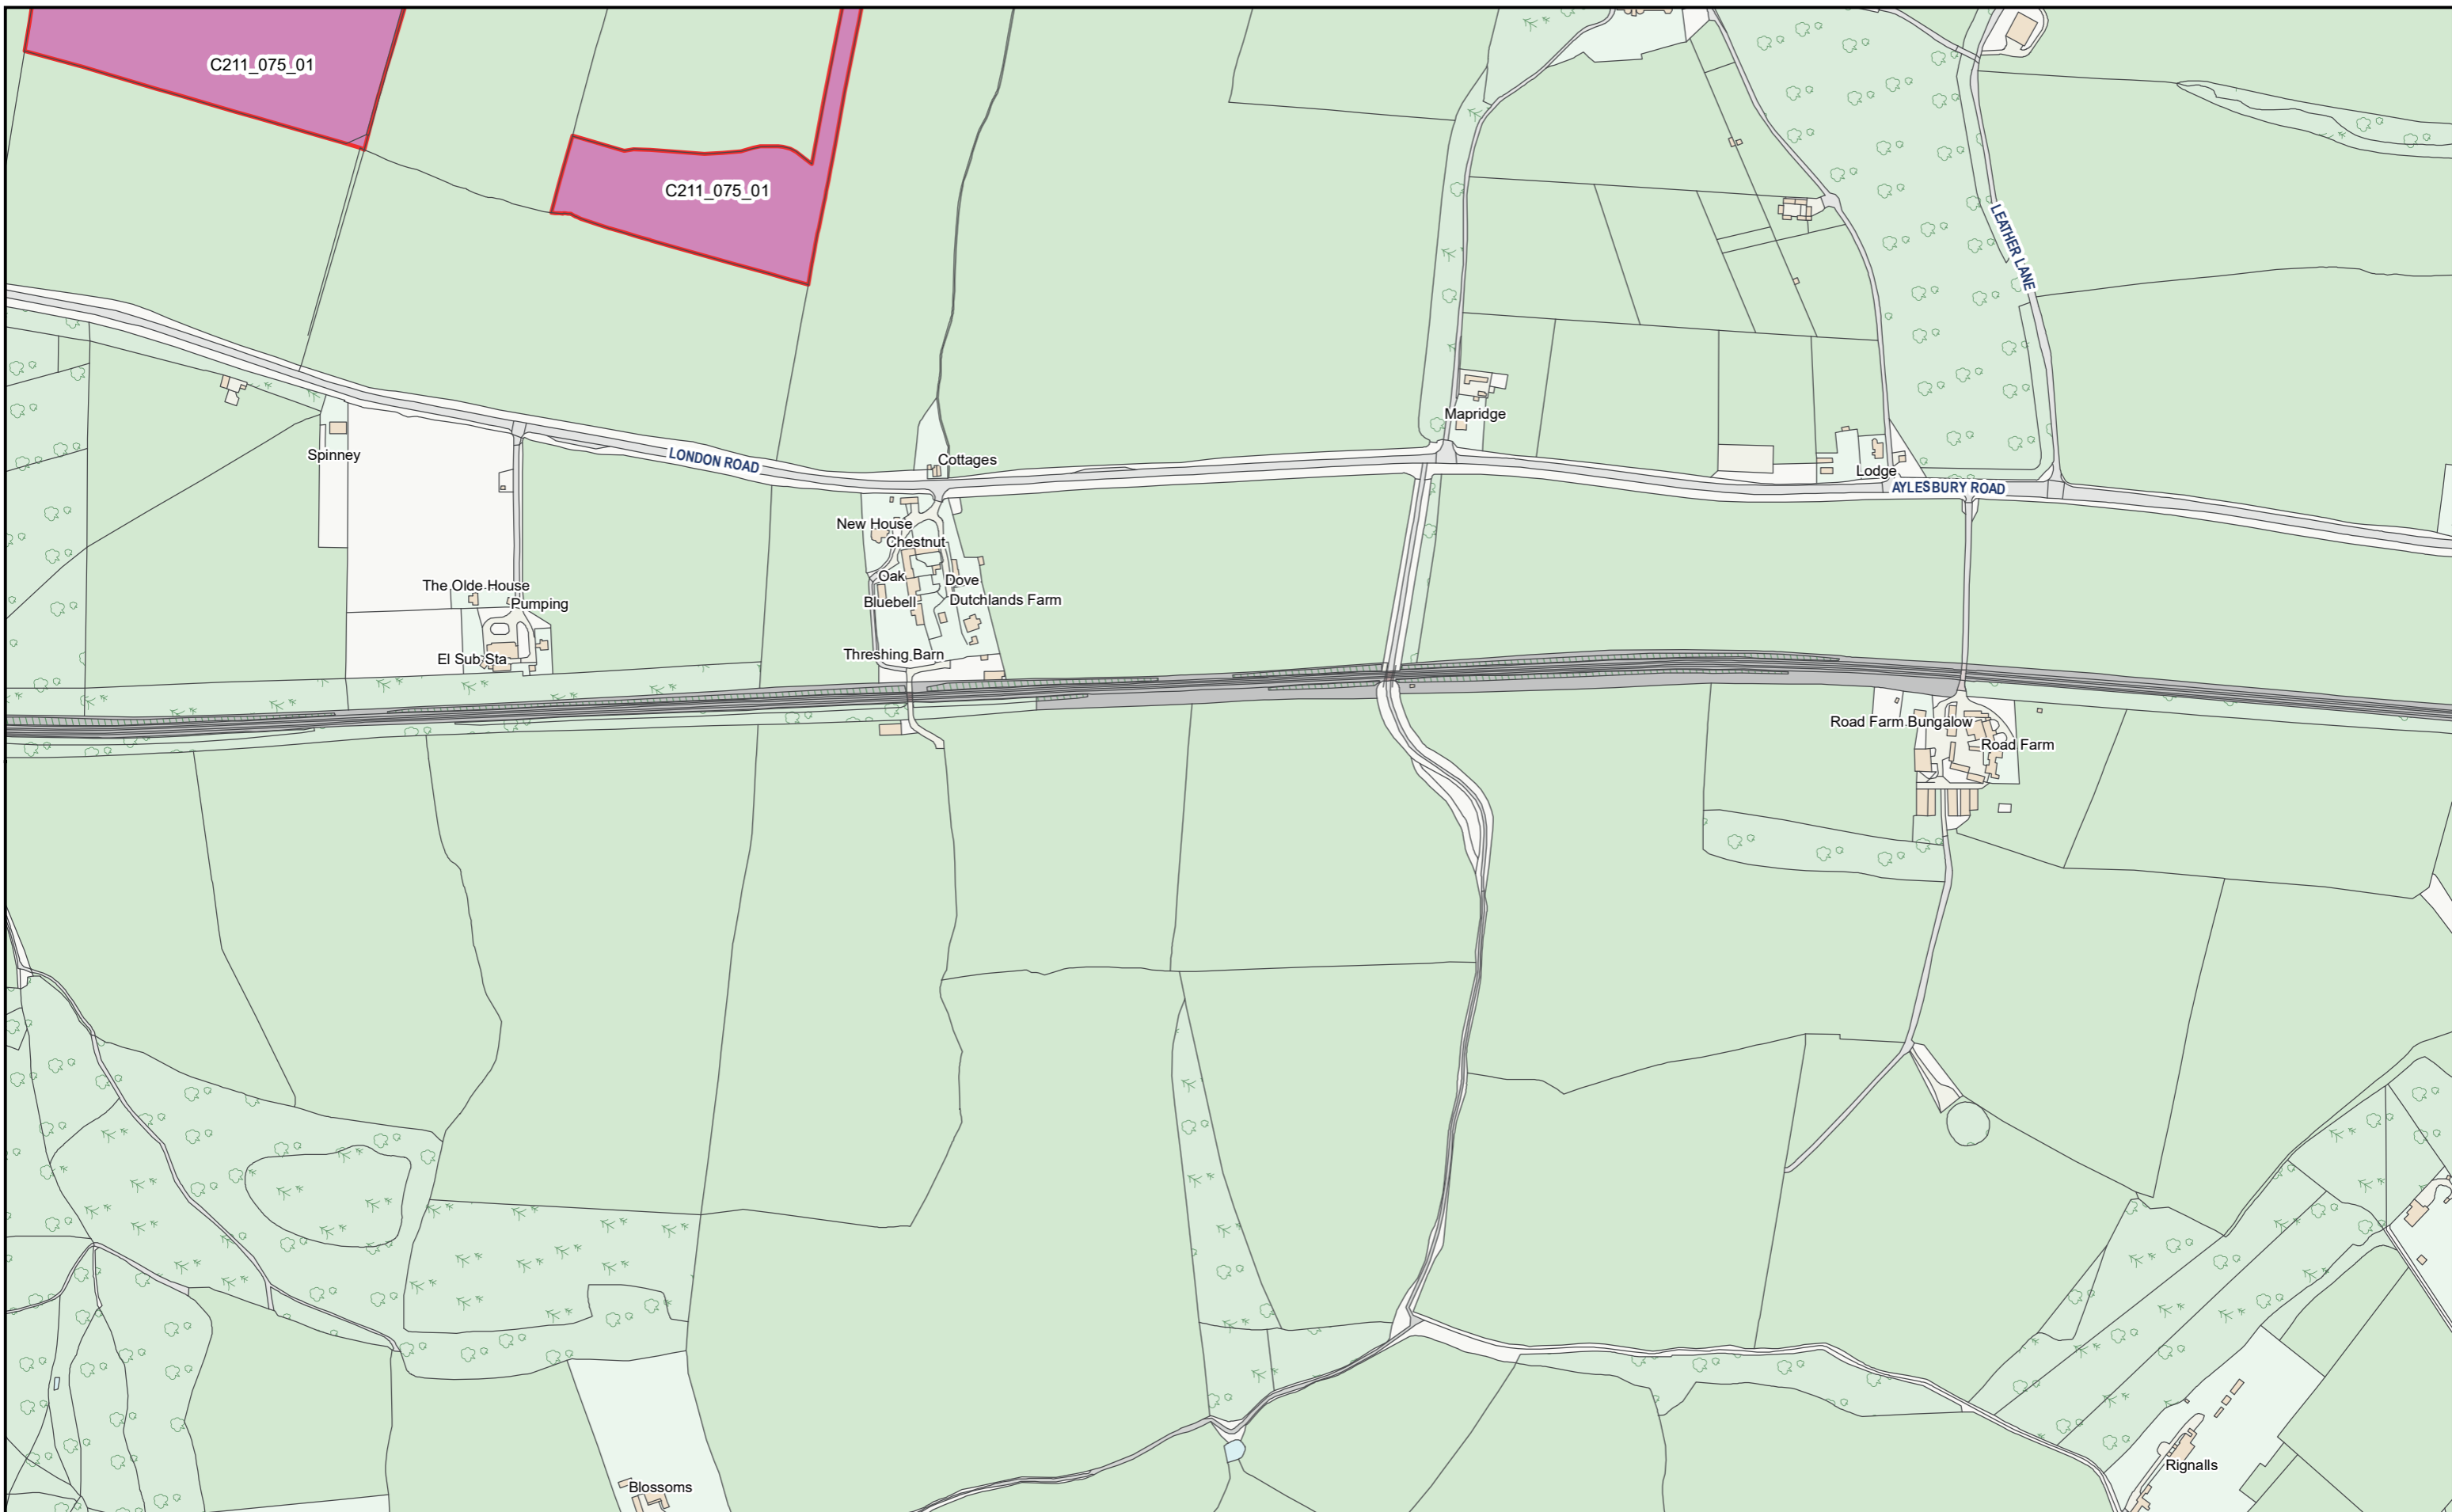 C211_075_01
C211_075_01
LEATHER LANE
Mapridge
Spinney
LONDON ROAD
Cottages
Lodge
AYLESBURY ROAD
New House
Chestnut
Oak
Dove
The Olde House
Pumping
Bluebell
Dutchlands Farm
El Sub Sta
Threshing Barn
Road Farm Bungalow
Road Farm
Rignalls
Blossoms